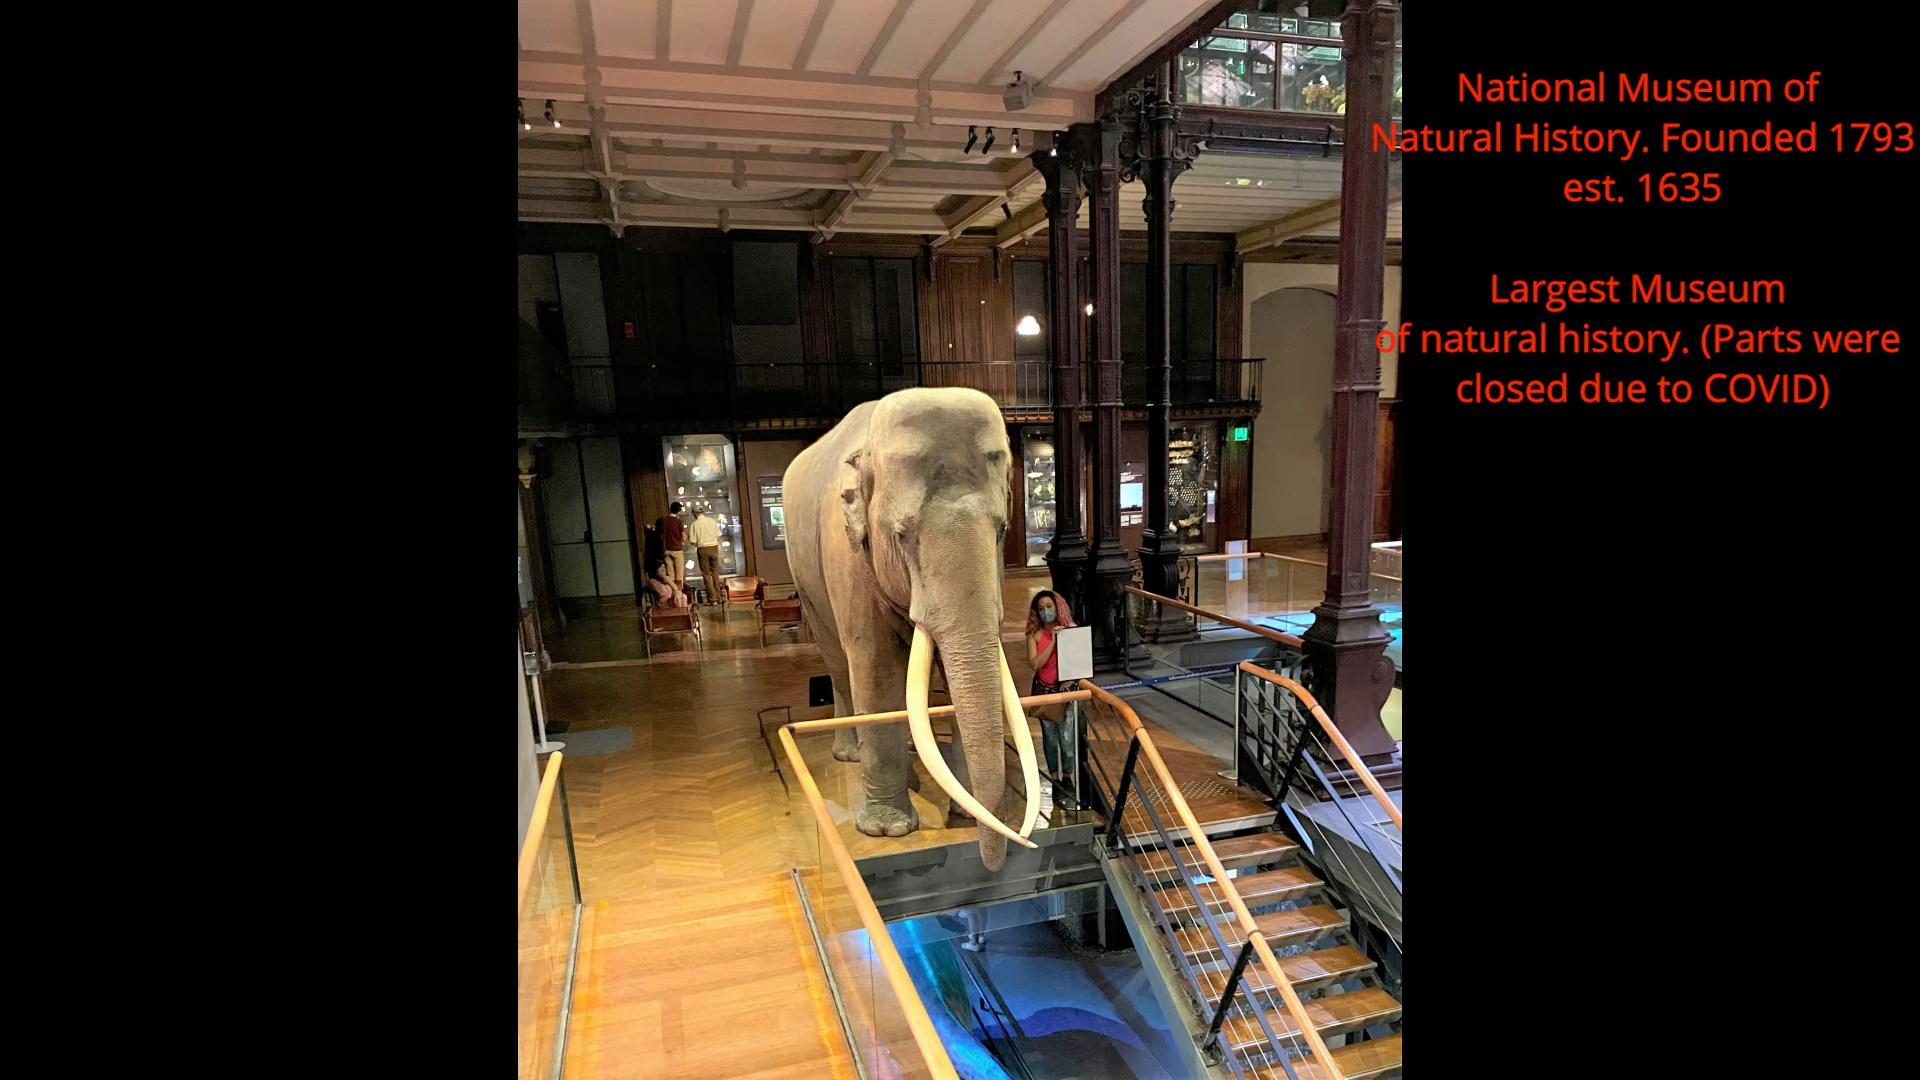 National Museum of
Natural History. Founded 1793
est. 1635
Largest Museum
of natural history. (Parts were
closed due to COVID)